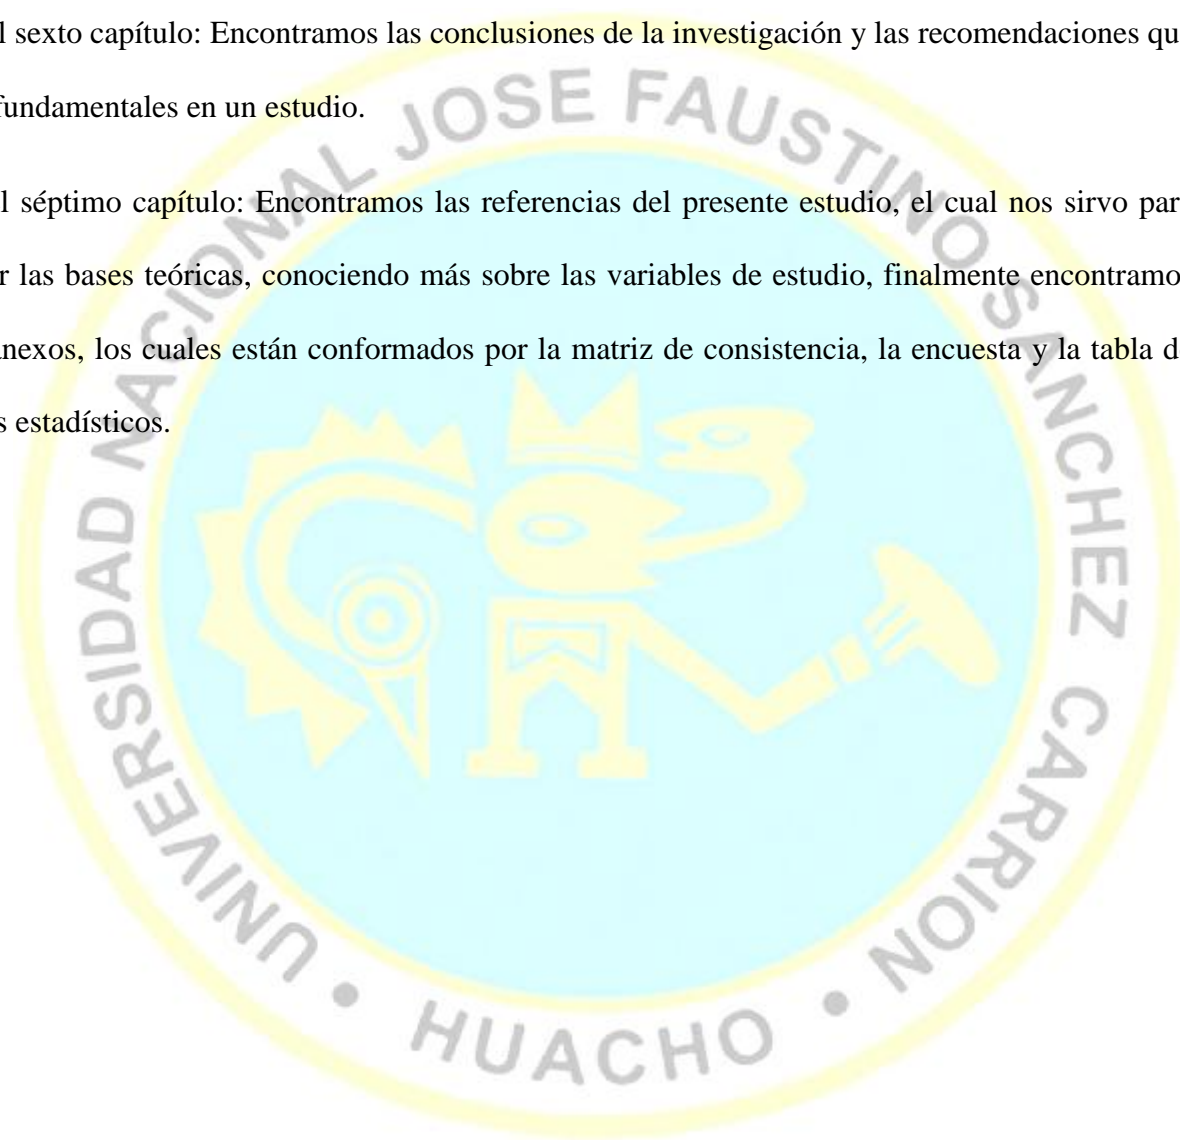 l sexto capítulo: Encontramos las conclusiones de la investigación y las recomendaciones qu
fundamentales en un estudio.
l séptimo capítulo: Encontramos las referencias del presente estudio, el cual nos sirvo par
r las bases teóricas, conociendo más sobre las variables de estudio, finalmente encontramo
anexos, los cuales están conformados por la matriz de consistencia, la encuesta y la tabla d
s estadísticos.
UNIVERSIDAD NACIONAL JOSE FAUSTINO SANCHEZ CARRION • HUACHO •